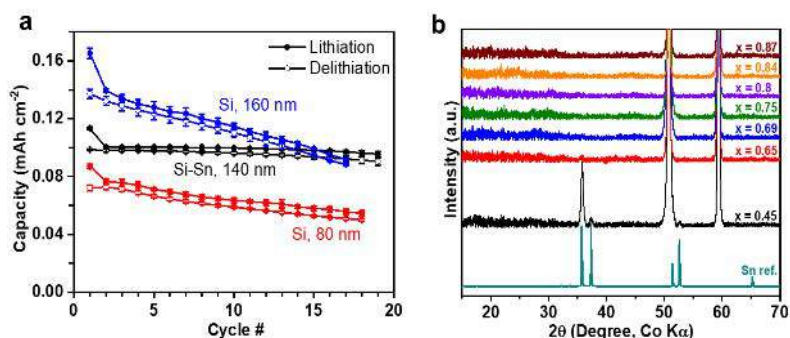 a
0.16
0.12
0.08
0.04
0.00
Capacity (mAh cm⁻²)
0
5
10
15
20
Cycle #
Lithiation
Delithiation
Si, 160 nm
Si-Sn, 140 nm
Si, 80 nm
b
Intensity (a.u.)
x = 0.87
x = 0.84
x = 0.8
x = 0.75
x = 0.69
x = 0.65
x = 0.45
Sn ref.
20
30
40
50
60
70
2θ (Degree, Co Kα)